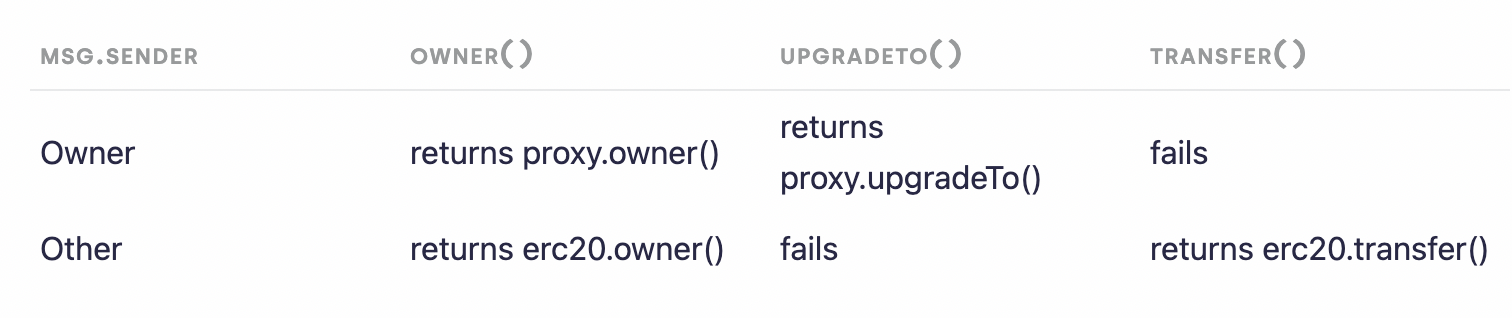 MSG.SENDER OWNER() UPGRADETO() TRANSFER()
Owner returns proxy.owner() returns proxy.upgradeTo() fails
Other returns erc20.owner() fails returns erc20.transfer()